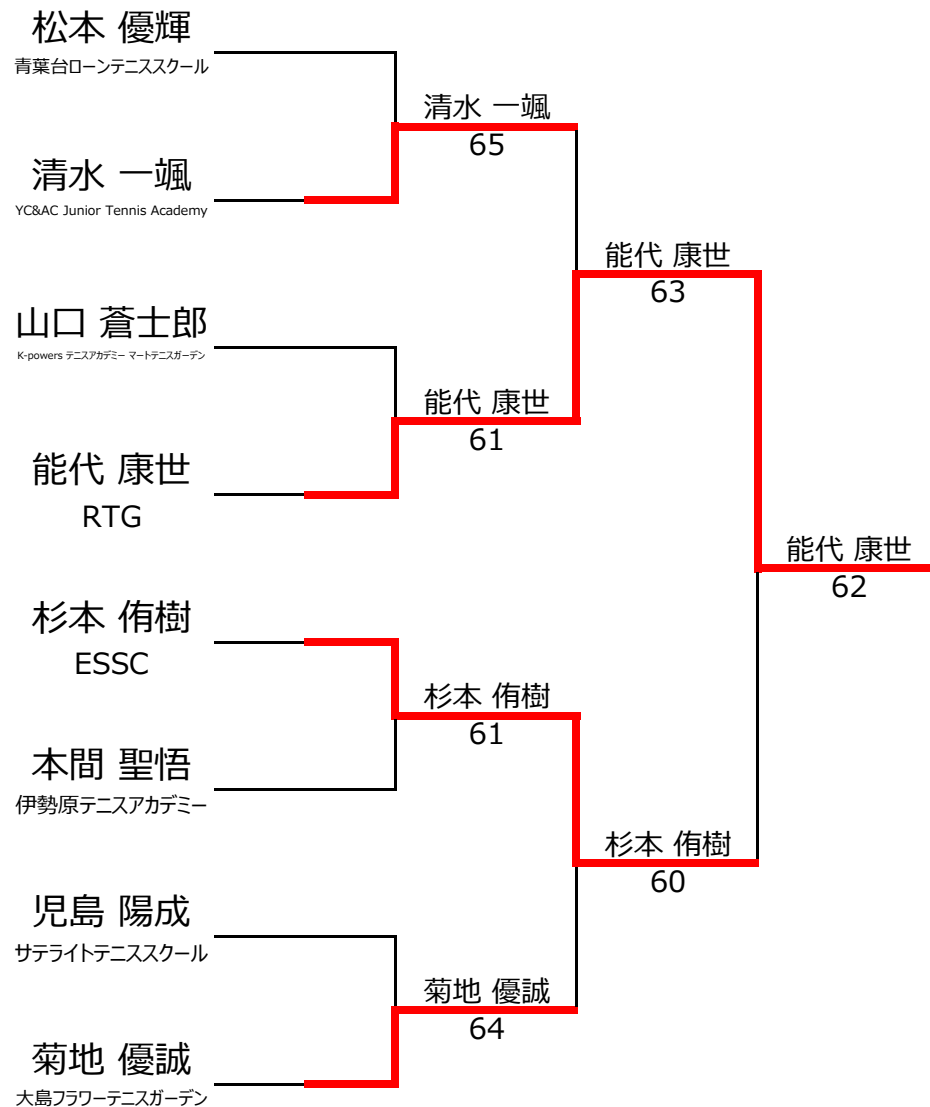 松本 優輝
青葉台ローンテニススクール
清水 一颯
65
清水 一颯
YC&AC Junior Tennis Academy
能代 康世
63
山口 蒼士郎
K-powers テニスアカデミー マートテニスガーデン
能代 康世
61
能代 康世
RTG
能代 康世
62
杉本 侑樹
ESSC
杉本 侑樹
61
本間 聖悟
伊勢原テニスアカデミー
杉本 侑樹
60
児島 陽成
サテライトテニススクール
菊地 優誠
64
菊地 優誠
大島フラワーテニスガーデン